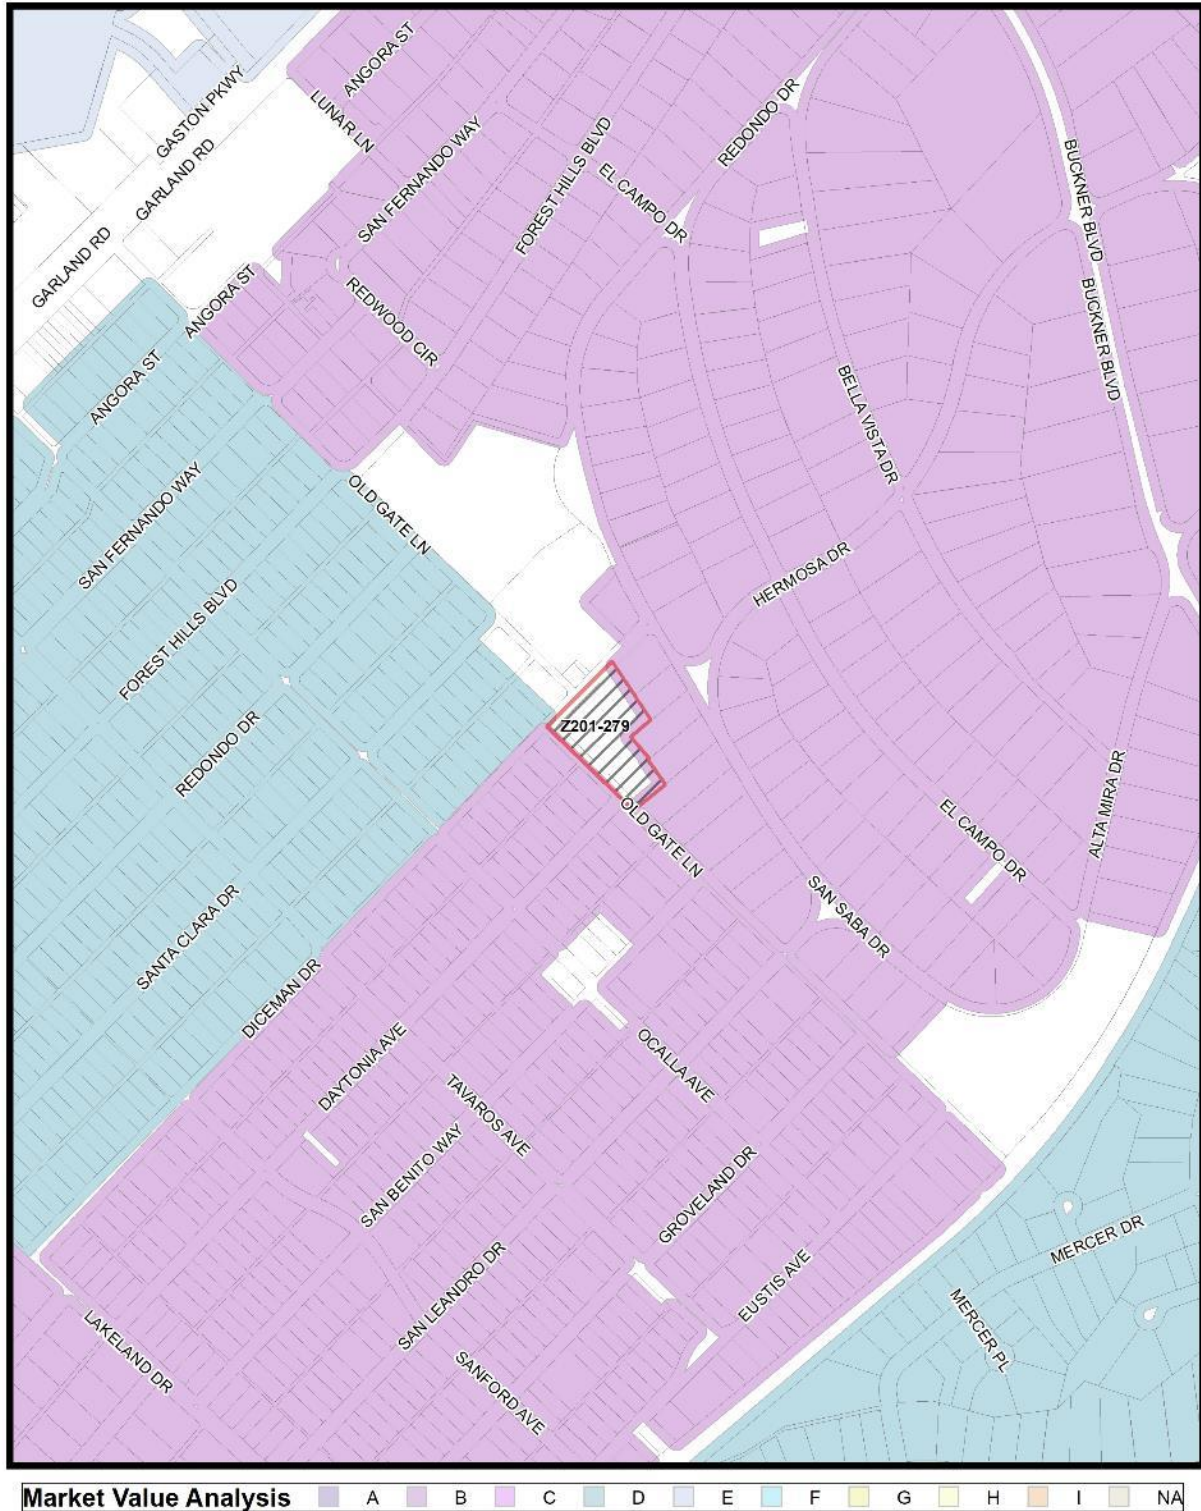 ANGORA ST
GASTON PKWY
LUNAR LN
REDONDO DR
GARLAND RD
SAN FERNANDO WAY
FOREST HILLS BLVD
EL CAMPO DR
BUCKNER BLVD
GARLAND RD
ANGORA ST
REDWOOD CIR
BUCKNER BLVD
ANGORA ST
BELLA VISTA DR
SAN FERNANDO WAY
OLD GATE LN
HERMOSA DR
FOREST HILLS BLVD
Z201-279
REDONDO DR
ALTA MIRA DR
OLD GATE LN
EL CAMPO DR
SANTA CLARA DR
SAN SABA DR
DICEMAN DR
DAYTONIA AVE
OCALLA AVE
TAVAROS AVE
SAN BENITO WAY
GROVELAND DR
MERCER DR
EUSTIS AVE
SAN LEANDRO DR
MERCER PL
LAKELAND DR
SANFORD AVE
Market Value Analysis A B C D E F G H I NA